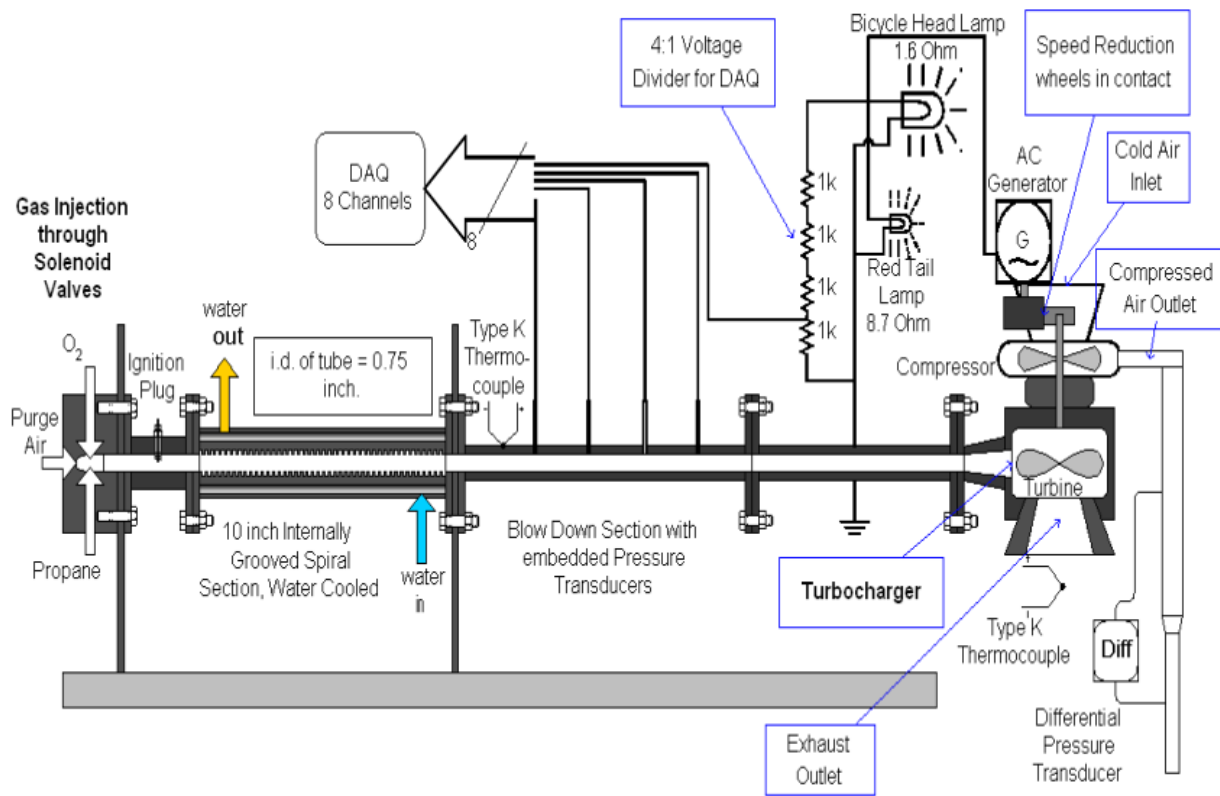 4:1 Voltage
Divider for DAQ
Bicycle Head Lamp
1.6 Ohm
Speed Reduction
wheels in contact
DAQ
8 Channels
8
1k
1k
1k
1k
Red Tail
Lamp
8.7 Ohm
AC
Generator
G
Cold Air
Inlet
Compressed
Air Outlet
Gas Injection
through
Solenoid
Valves
O2
Ignition
Plug
water
out
i.d. of tube = 0.75
inch.
Type K
Thermo-
couple
- +
Compressor
Purge
Air
Turbine
Propane
10 inch Internally
Grooved Spiral
Section, Water Cooled
water
in
Blow Down Section with
embedded Pressure
Transducers
Turbocharger
Type K
Thermocouple
Diff
Exhaust
Outlet
Differential
Pressure
Transducer